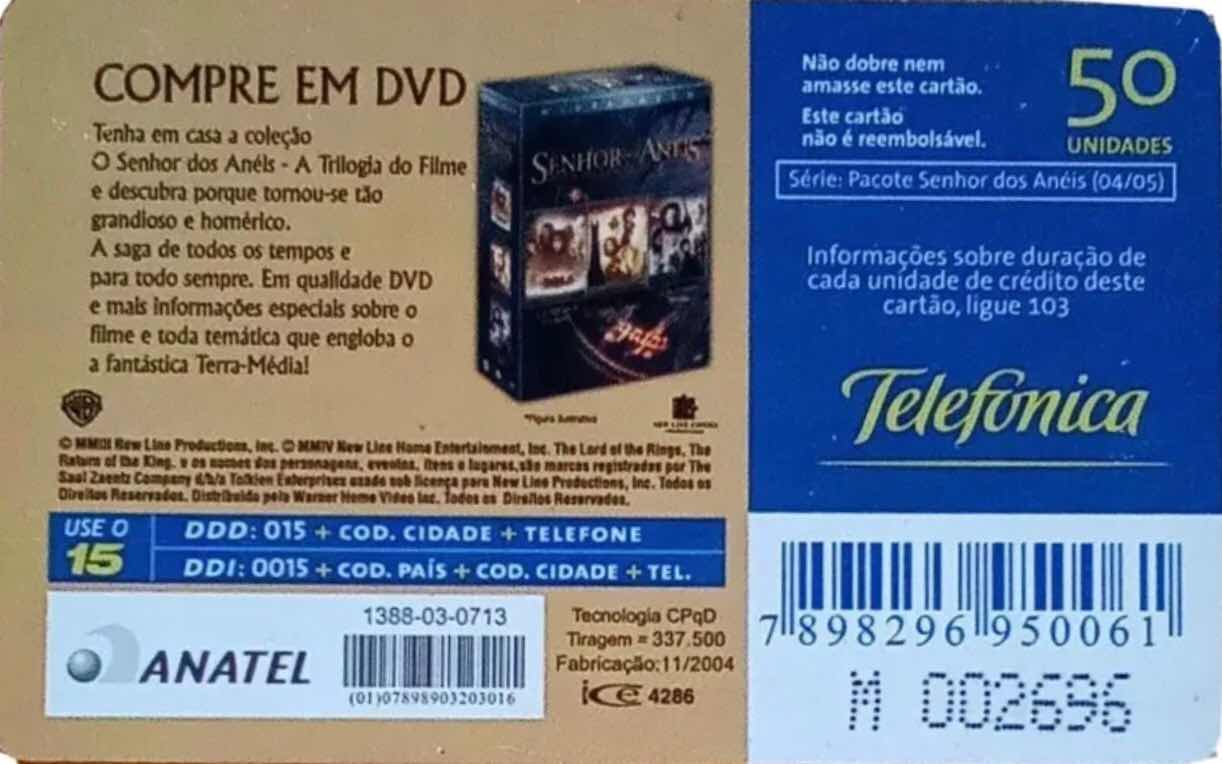 COMPRE EM DVD
Tenha em casa a coleção
O Senhor dos Anéis - A Trilogia do Filme
e descubra porque tornou-se tão
grandioso e homérico.
A saga de todos os tempos e
para todo sempre. Em qualidade DVD
e mais informações especiais sobre o
filme e toda temática que engloba o
a fantástica Terra-Média!
SENHOR DOS ANÉIS
*Figura ilustrativa
NEW LINE CINEMA
© MMIII New Line Productions, Inc. © MMIV New Line Home Entertainment, Inc. The Lord of the Rings, The
Return of the King. e os nomes dos personagens, eventos, itens e lugares, são marcas registradas por The
Saul Zaentz Company d/b/a Tolkien Enterprises usado sob licença para New Line Productions, Inc. Todos os
Direitos Reservados. Distribuído pela Warner Home Video Inc. Todos os Direitos Reservados.
USE O
15
DDD: 015 + COD. CIDADE + TELEFONE
DDI: 0015 + COD. PAÍS + COD. CIDADE + TEL.
ANATEL
1388-03-0713
(01)07898903203016
Tecnologia CPqD
Tiragem = 337.500
Fabricação:11/2004
ice 4286
Não dobre nem
amasse este cartão.
Este cartão
não é reembolsável.
50
UNIDADES
Série: Pacote Senhor dos Anéis (04/05)
Informações sobre duração de
cada unidade de crédito deste
cartão, ligue 103
Telefónica
7 898296 950061
M 002696